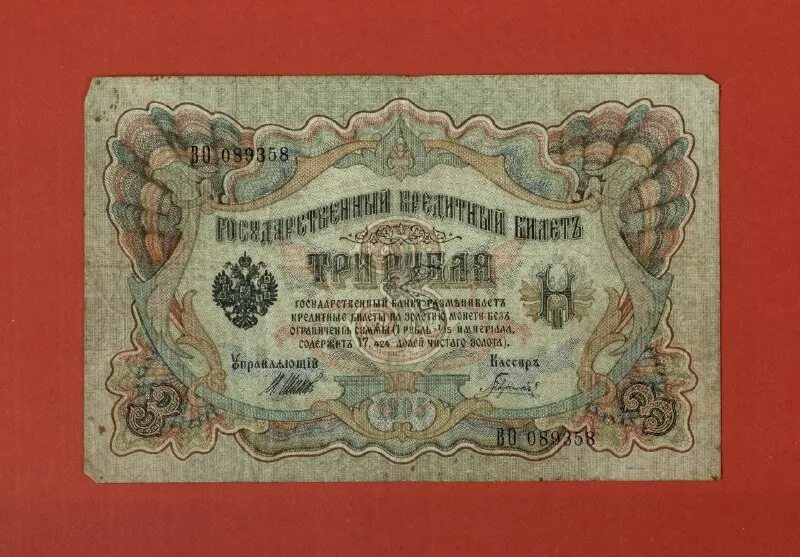 ВО 089358
ГОСУДАРСТВЕННЫЙ КРЕДИТНЫЙ БИЛЕТЪ
ТРИ РУБЛЯ
ГОСУДАРСТВЕННЫЙ БАНКЪ РАЗМѢНИВАЕТЪ
КРЕДИТНЫЕ БИЛЕТЫ НА ЗОЛОТУЮ МОНЕТУ БЕЗЪ
ОГРАНИЧЕНІЯ СУММЫ (1 РУБЛЬ = 1/15 ИМПЕРІАЛА,
СОДЕРЖИТЪ 17,424 ДОЛЕЙ ЧИСТАГО ЗОЛОТА).
Управляющій Кассиръ
1905
3 3
ВО 089358